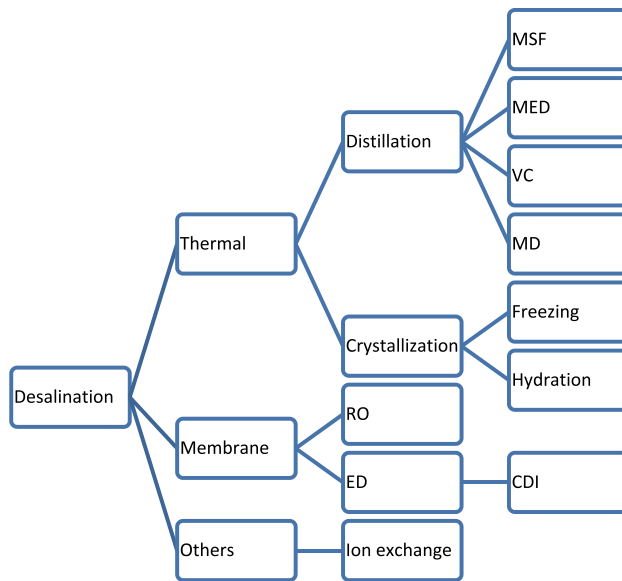 MSF
MED
Distillation
VC
Thermal
MD
Freezing
Crystallization
Hydration
Desalination
RO
Membrane
ED
CDI
Others
Ion exchange